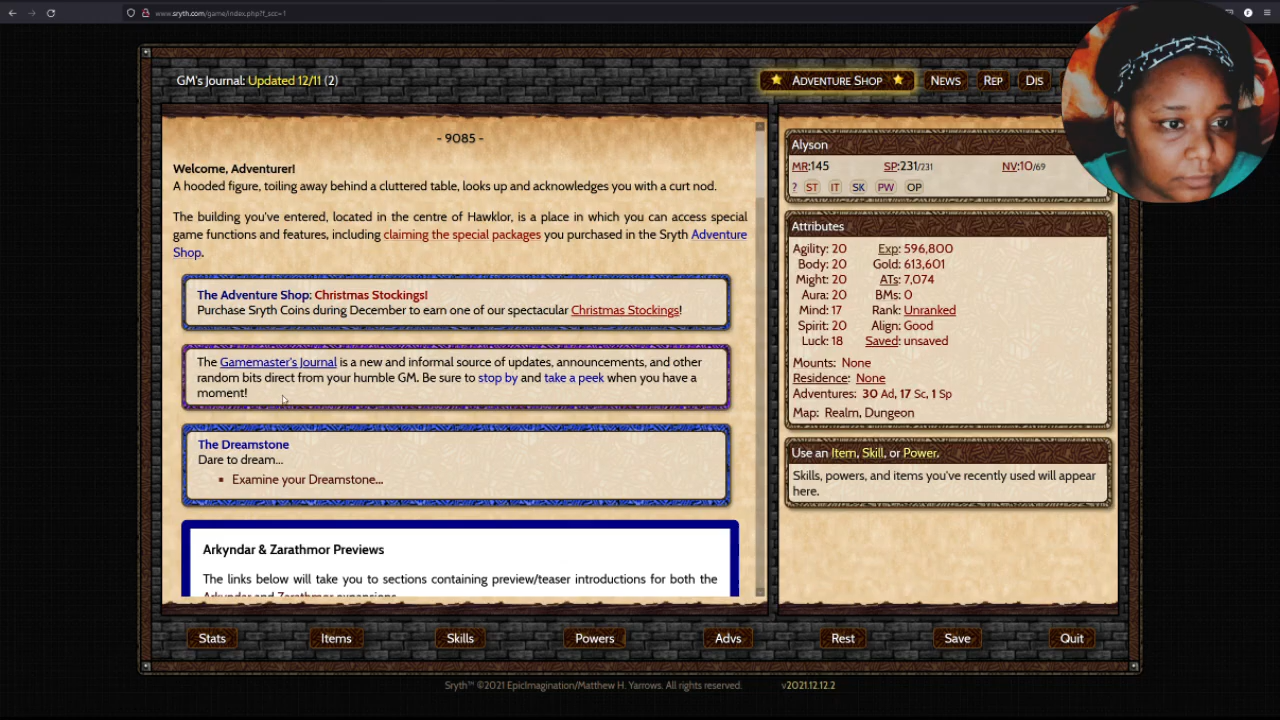 www.sryth.com/game/index.php?f_scc=1
GM's Journal: Updated 12/11 (2)
Adventure Shop
News
Rep
Dis
- 9085 -
Welcome, Adventurer!
A hooded figure, toiling away behind a cluttered table, looks up and acknowledges you with a curt nod.
The building you've entered, located in the centre of Hawklor, is a place in which you can access special
game functions and features, including claiming the special packages you purchased in the Sryth Adventure
Shop.
The Adventure Shop: Christmas Stockings!
Purchase Sryth Coins during December to earn one of our spectacular Christmas Stockings!
The Gamemaster's Journal is a new and informal source of updates, announcements, and other
random bits direct from your humble GM. Be sure to stop by and take a peek when you have a
moment!
The Dreamstone
Dare to dream...
Examine your Dreamstone...
Arkyndar & Zarathmor Previews
The links below will take you to sections containing preview/teaser introductions for both the
Arkyndar and Zarathmor expansions.
Alyson
MR:145 SP:231/231 NV:10/69
? ST IT SK PW OP
Attributes
Agility: 20 Exp: 596,800
Body: 20 Gold: 613,601
Might: 20 ATs: 7,074
Aura: 20 BMs: 0
Mind: 17 Rank: Unranked
Spirit: 20 Align: Good
Luck: 18 Saved: unsaved
Mounts: None
Residence: None
Adventures: 30 Ad, 17 Sc, 1 Sp
Map: Realm, Dungeon
Use an Item, Skill, or Power.
Skills, powers, and items you've recently used will appear
here.
Stats
Items
Skills
Powers
Advs
Rest
Save
Quit
Sryth™ ©2021 EpicImagination/Matthew H. Yarrows. All rights reserved. v2021.12.12.2